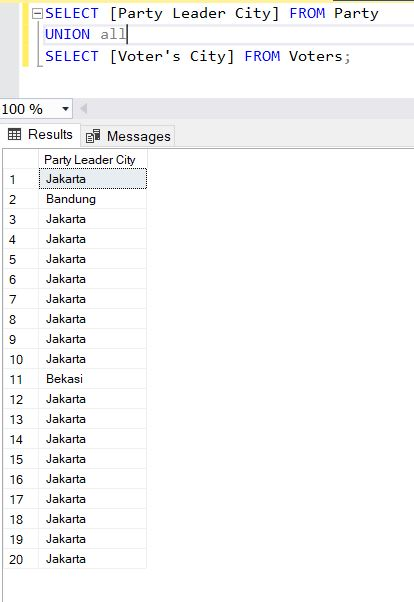 SELECT [Party Leader City] FROM Party
UNION all
SELECT [Voter's City] FROM Voters;
100 %
Results Messages
Party Leader City
1 Jakarta
2 Bandung
3 Jakarta
4 Jakarta
5 Jakarta
6 Jakarta
7 Jakarta
8 Jakarta
9 Jakarta
10 Jakarta
11 Bekasi
12 Jakarta
13 Jakarta
14 Jakarta
15 Jakarta
16 Jakarta
17 Jakarta
18 Jakarta
19 Jakarta
20 Jakarta